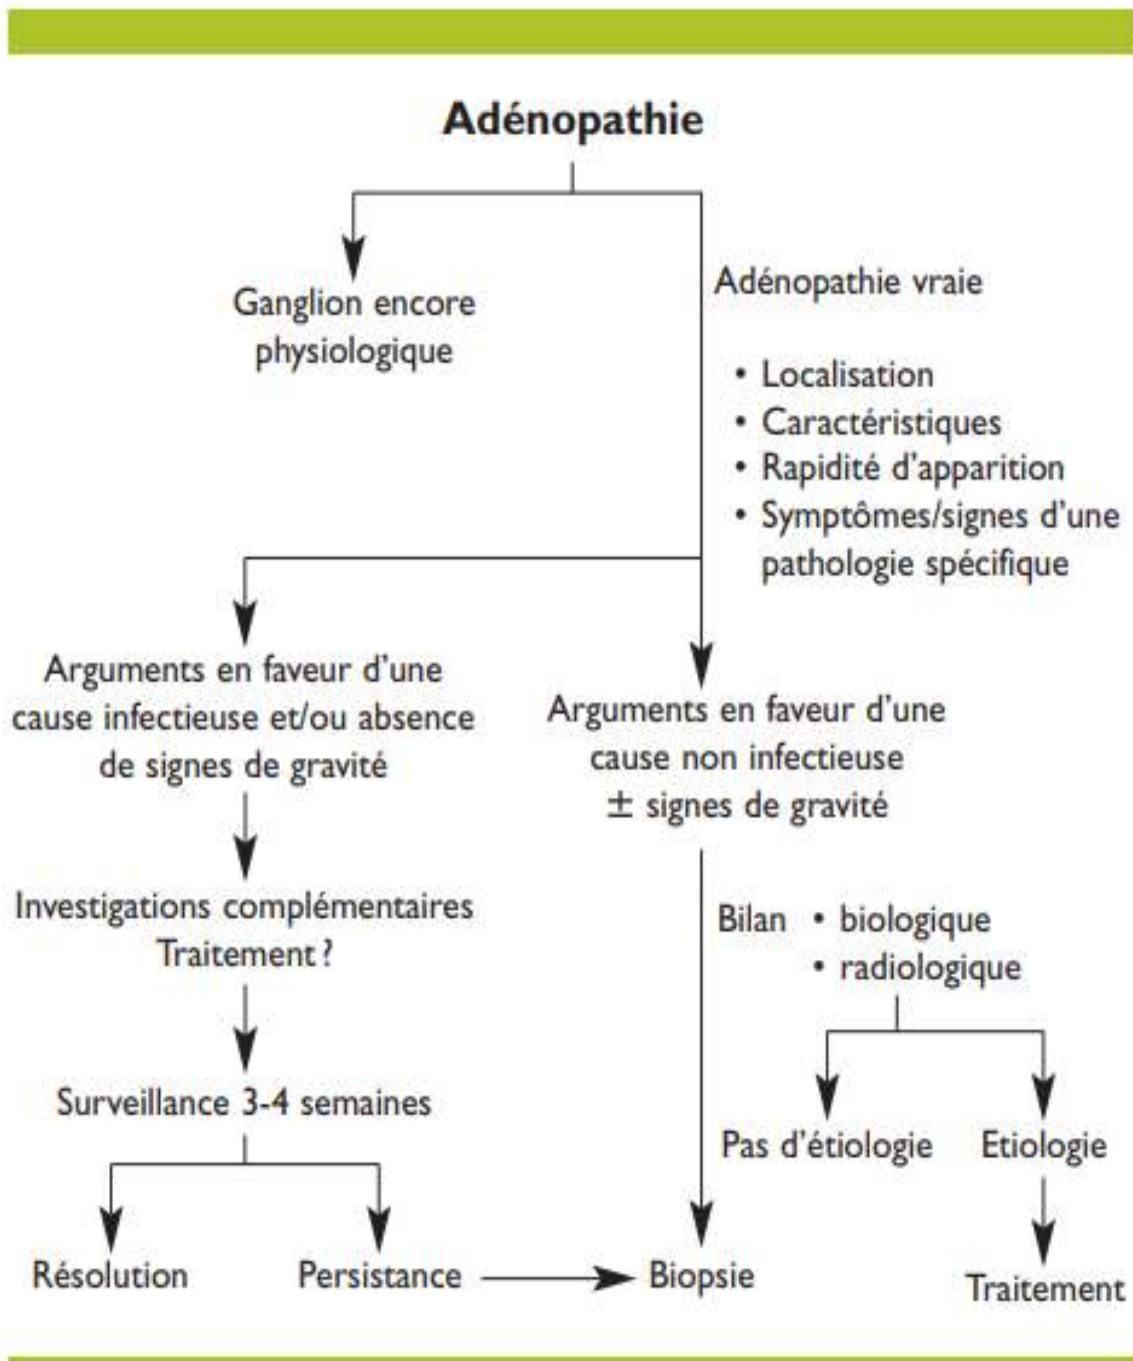 Adénopathie
Ganglion encore
physiologique
Adénopathie vraie
• Localisation
• Caractéristiques
• Rapidité d'apparition
• Symptômes/signes d'une
pathologie spécifique
Arguments en faveur d'une
cause infectieuse et/ou absence
de signes de gravité
Arguments en faveur d'une
cause non infectieuse
± signes de gravité
Investigations complémentaires
Traitement ?
Bilan • biologique
• radiologique
Surveillance 3-4 semaines
Pas d'étiologie
Etiologie
Résolution
Persistance
Biopsie
Traitement